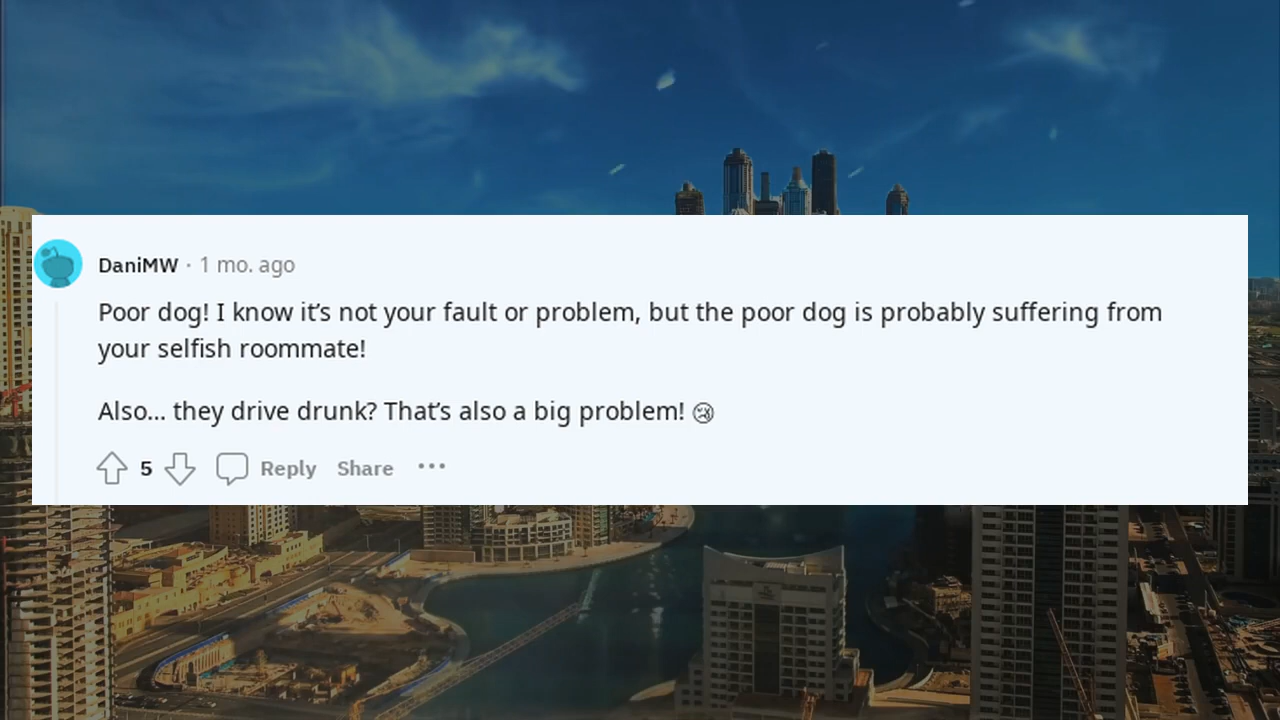 DaniMW · 1 mo. ago
Poor dog! I know it’s not your fault or problem, but the poor dog is probably suffering from
your selfish roommate!
Also... they drive drunk? That’s also a big problem! 😢
5 Reply Share ···